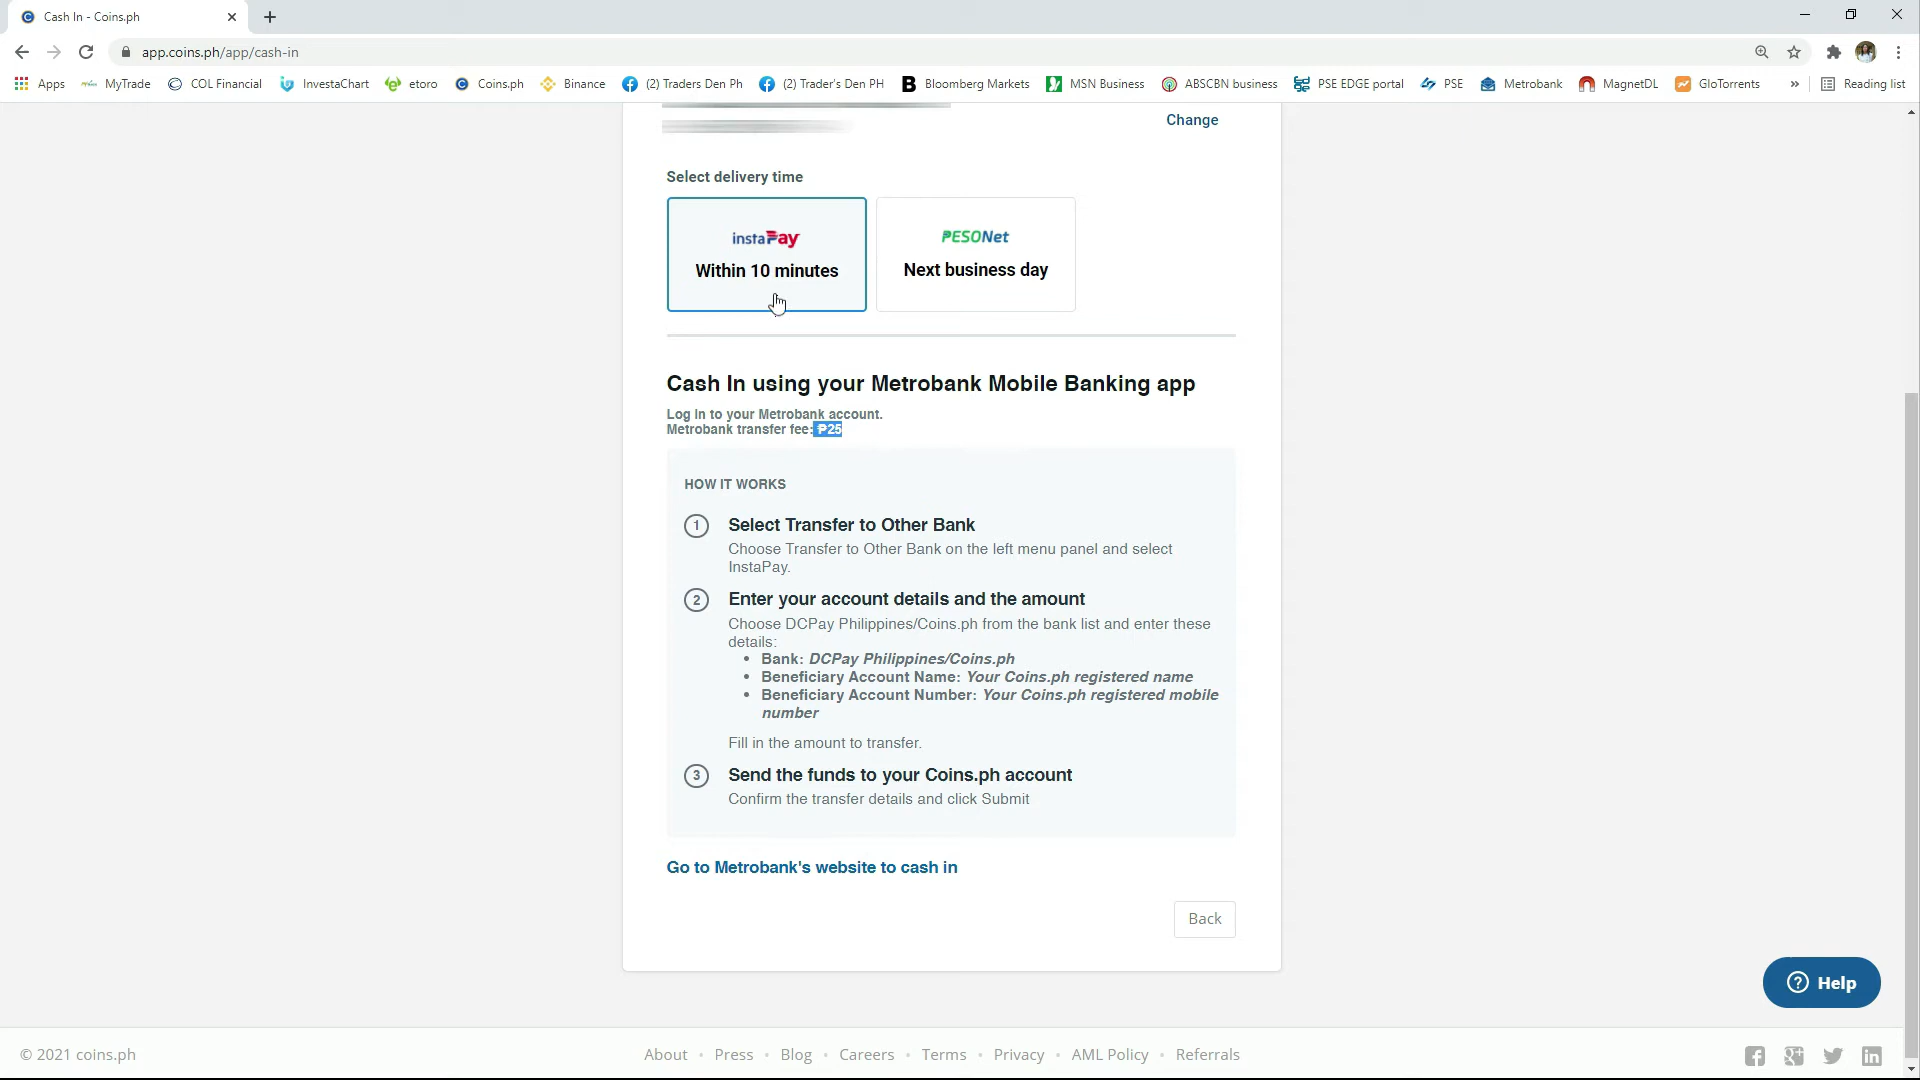 Cash In - Coins.ph
app.coins.ph/app/cash-in
Apps MyTrade COL Financial InvestaChart etoro Coins.ph Binance (2) Traders Den Ph (2) Trader's Den PH Bloomberg Markets MSN Business ABSCBN business PSE EDGE portal PSE Metrobank MagnetDL GloTorrents » Reading list
Change
Select delivery time
instaPay
Within 10 minutes
PESONet
Next business day
Cash In using your Metrobank Mobile Banking app
Log in to your Metrobank account.
Metrobank transfer fee: ₱25
HOW IT WORKS
1 Select Transfer to Other Bank
Choose Transfer to Other Bank on the left menu panel and select
InstaPay.
2 Enter your account details and the amount
Choose DCPay Philippines/Coins.ph from the bank list and enter these
details:
• Bank: DCPay Philippines/Coins.ph
• Beneficiary Account Name: Your Coins.ph registered name
• Beneficiary Account Number: Your Coins.ph registered mobile
number
Fill in the amount to transfer.
3 Send the funds to your Coins.ph account
Confirm the transfer details and click Submit
Go to Metrobank's website to cash in
Back
? Help
© 2021 coins.ph
About • Press • Blog • Careers • Terms • Privacy • AML Policy • Referrals